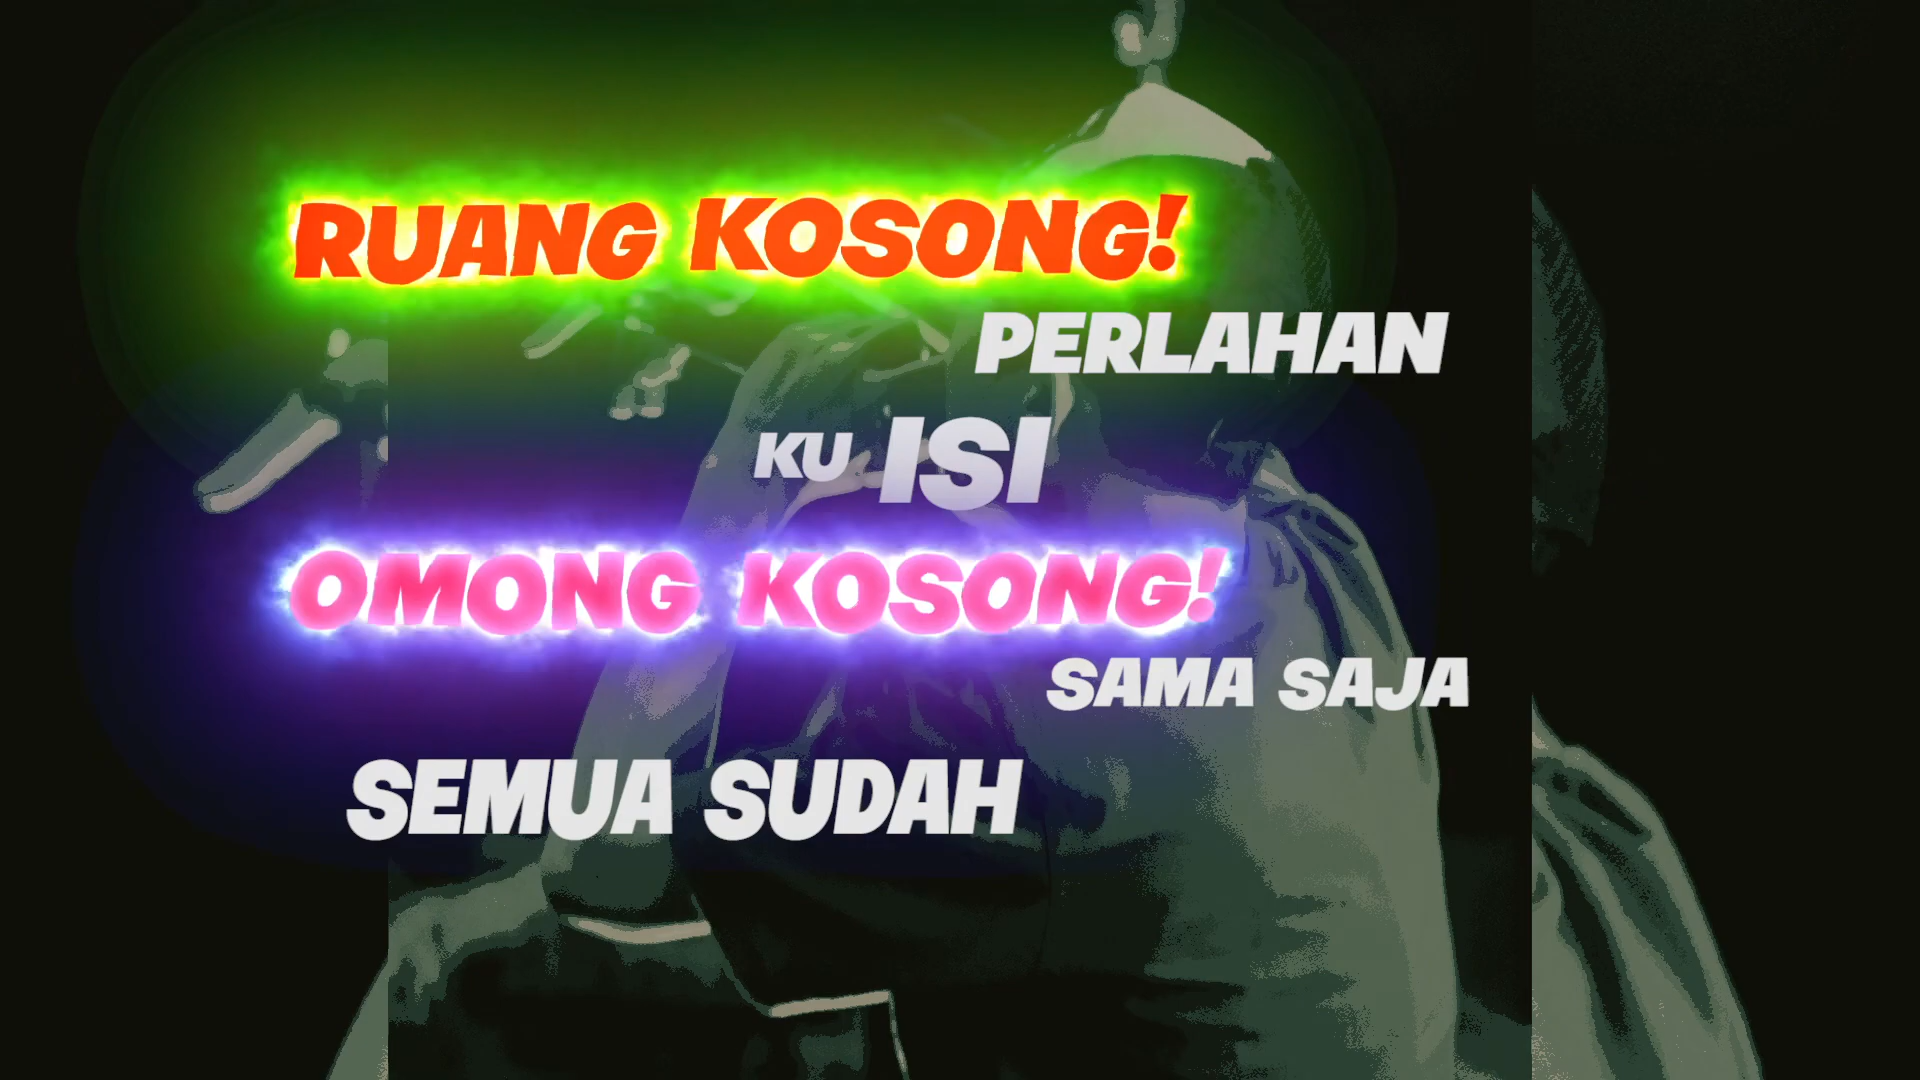 RUANG KOSONG!
PERLAHAN
KU ISI
OMONG KOSONG!
SAMA SAJA
SEMUA SUDAH